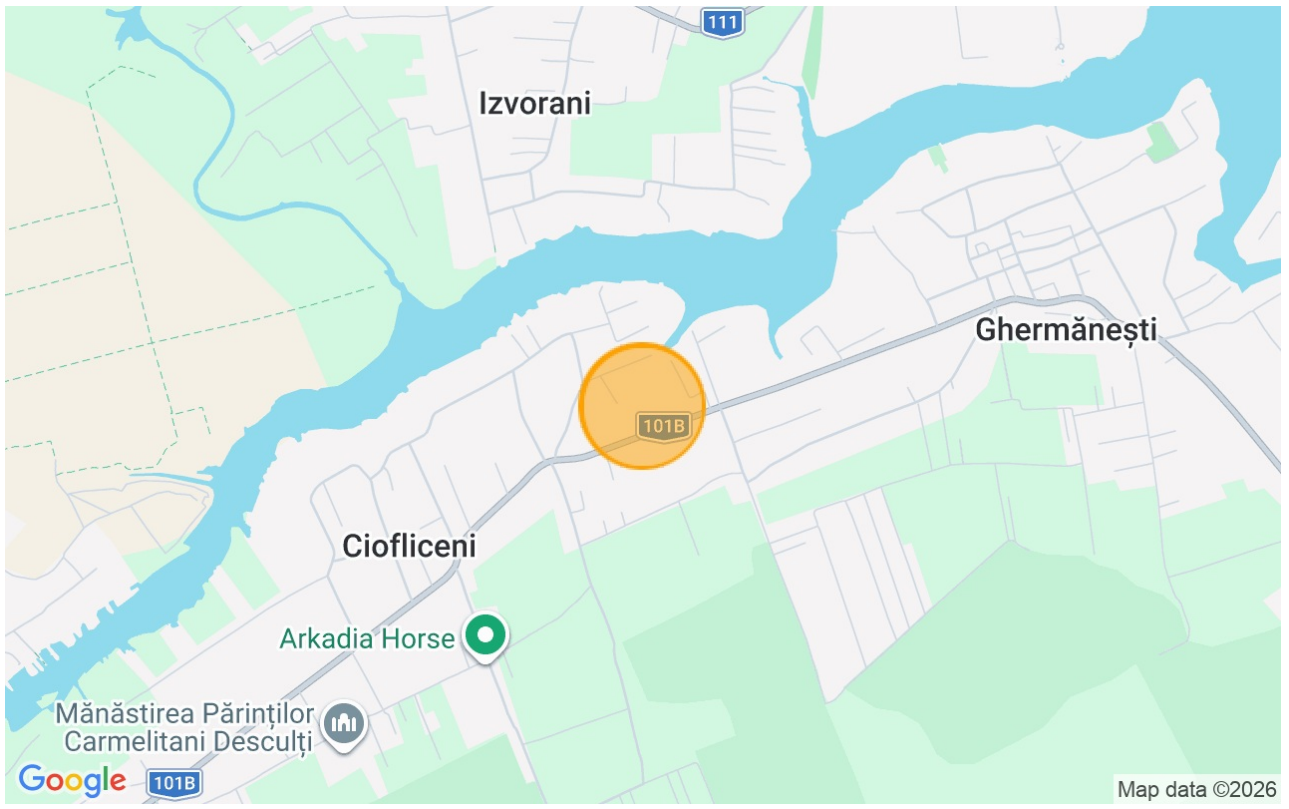 111
Izvorani
Ghermănești
101B
Ciofliceni
Arkadia Horse
Mănăstirea Părinților
Carmelitani Desculți
Google
101B
Map data ©2026